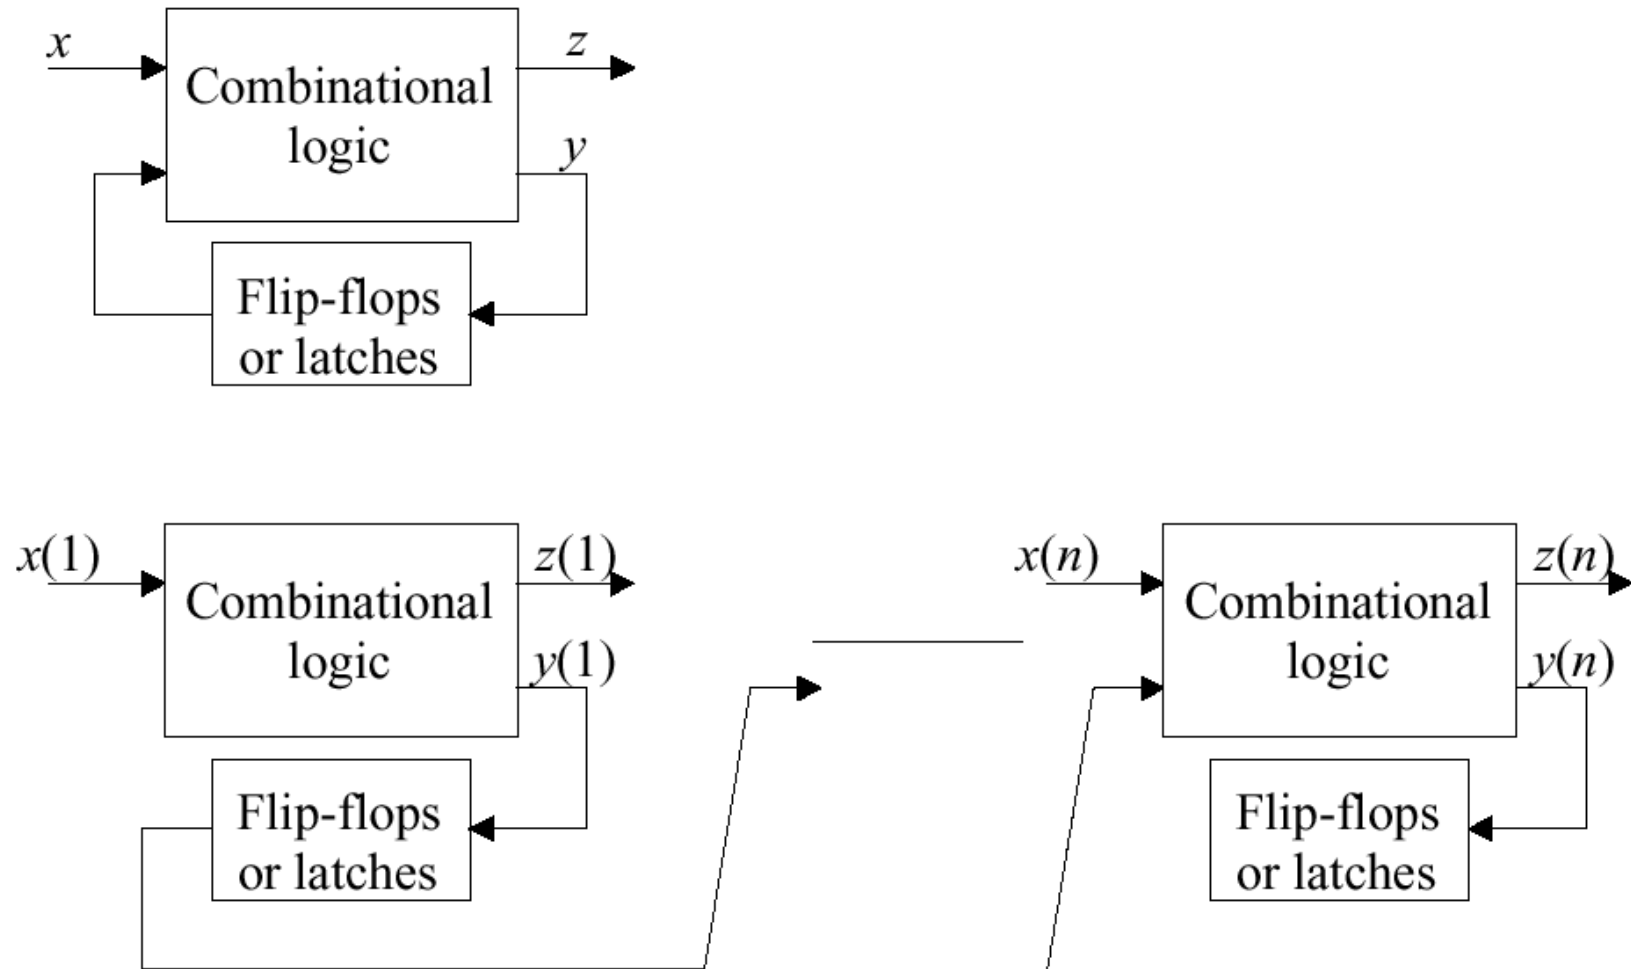 x
z
Combinational
logic
y
Flip-flops
or latches
x(1)
z(1)
Combinational
logic
y(1)
Flip-flops
or latches
x(n)
z(n)
Combinational
logic
y(n)
Flip-flops
or latches